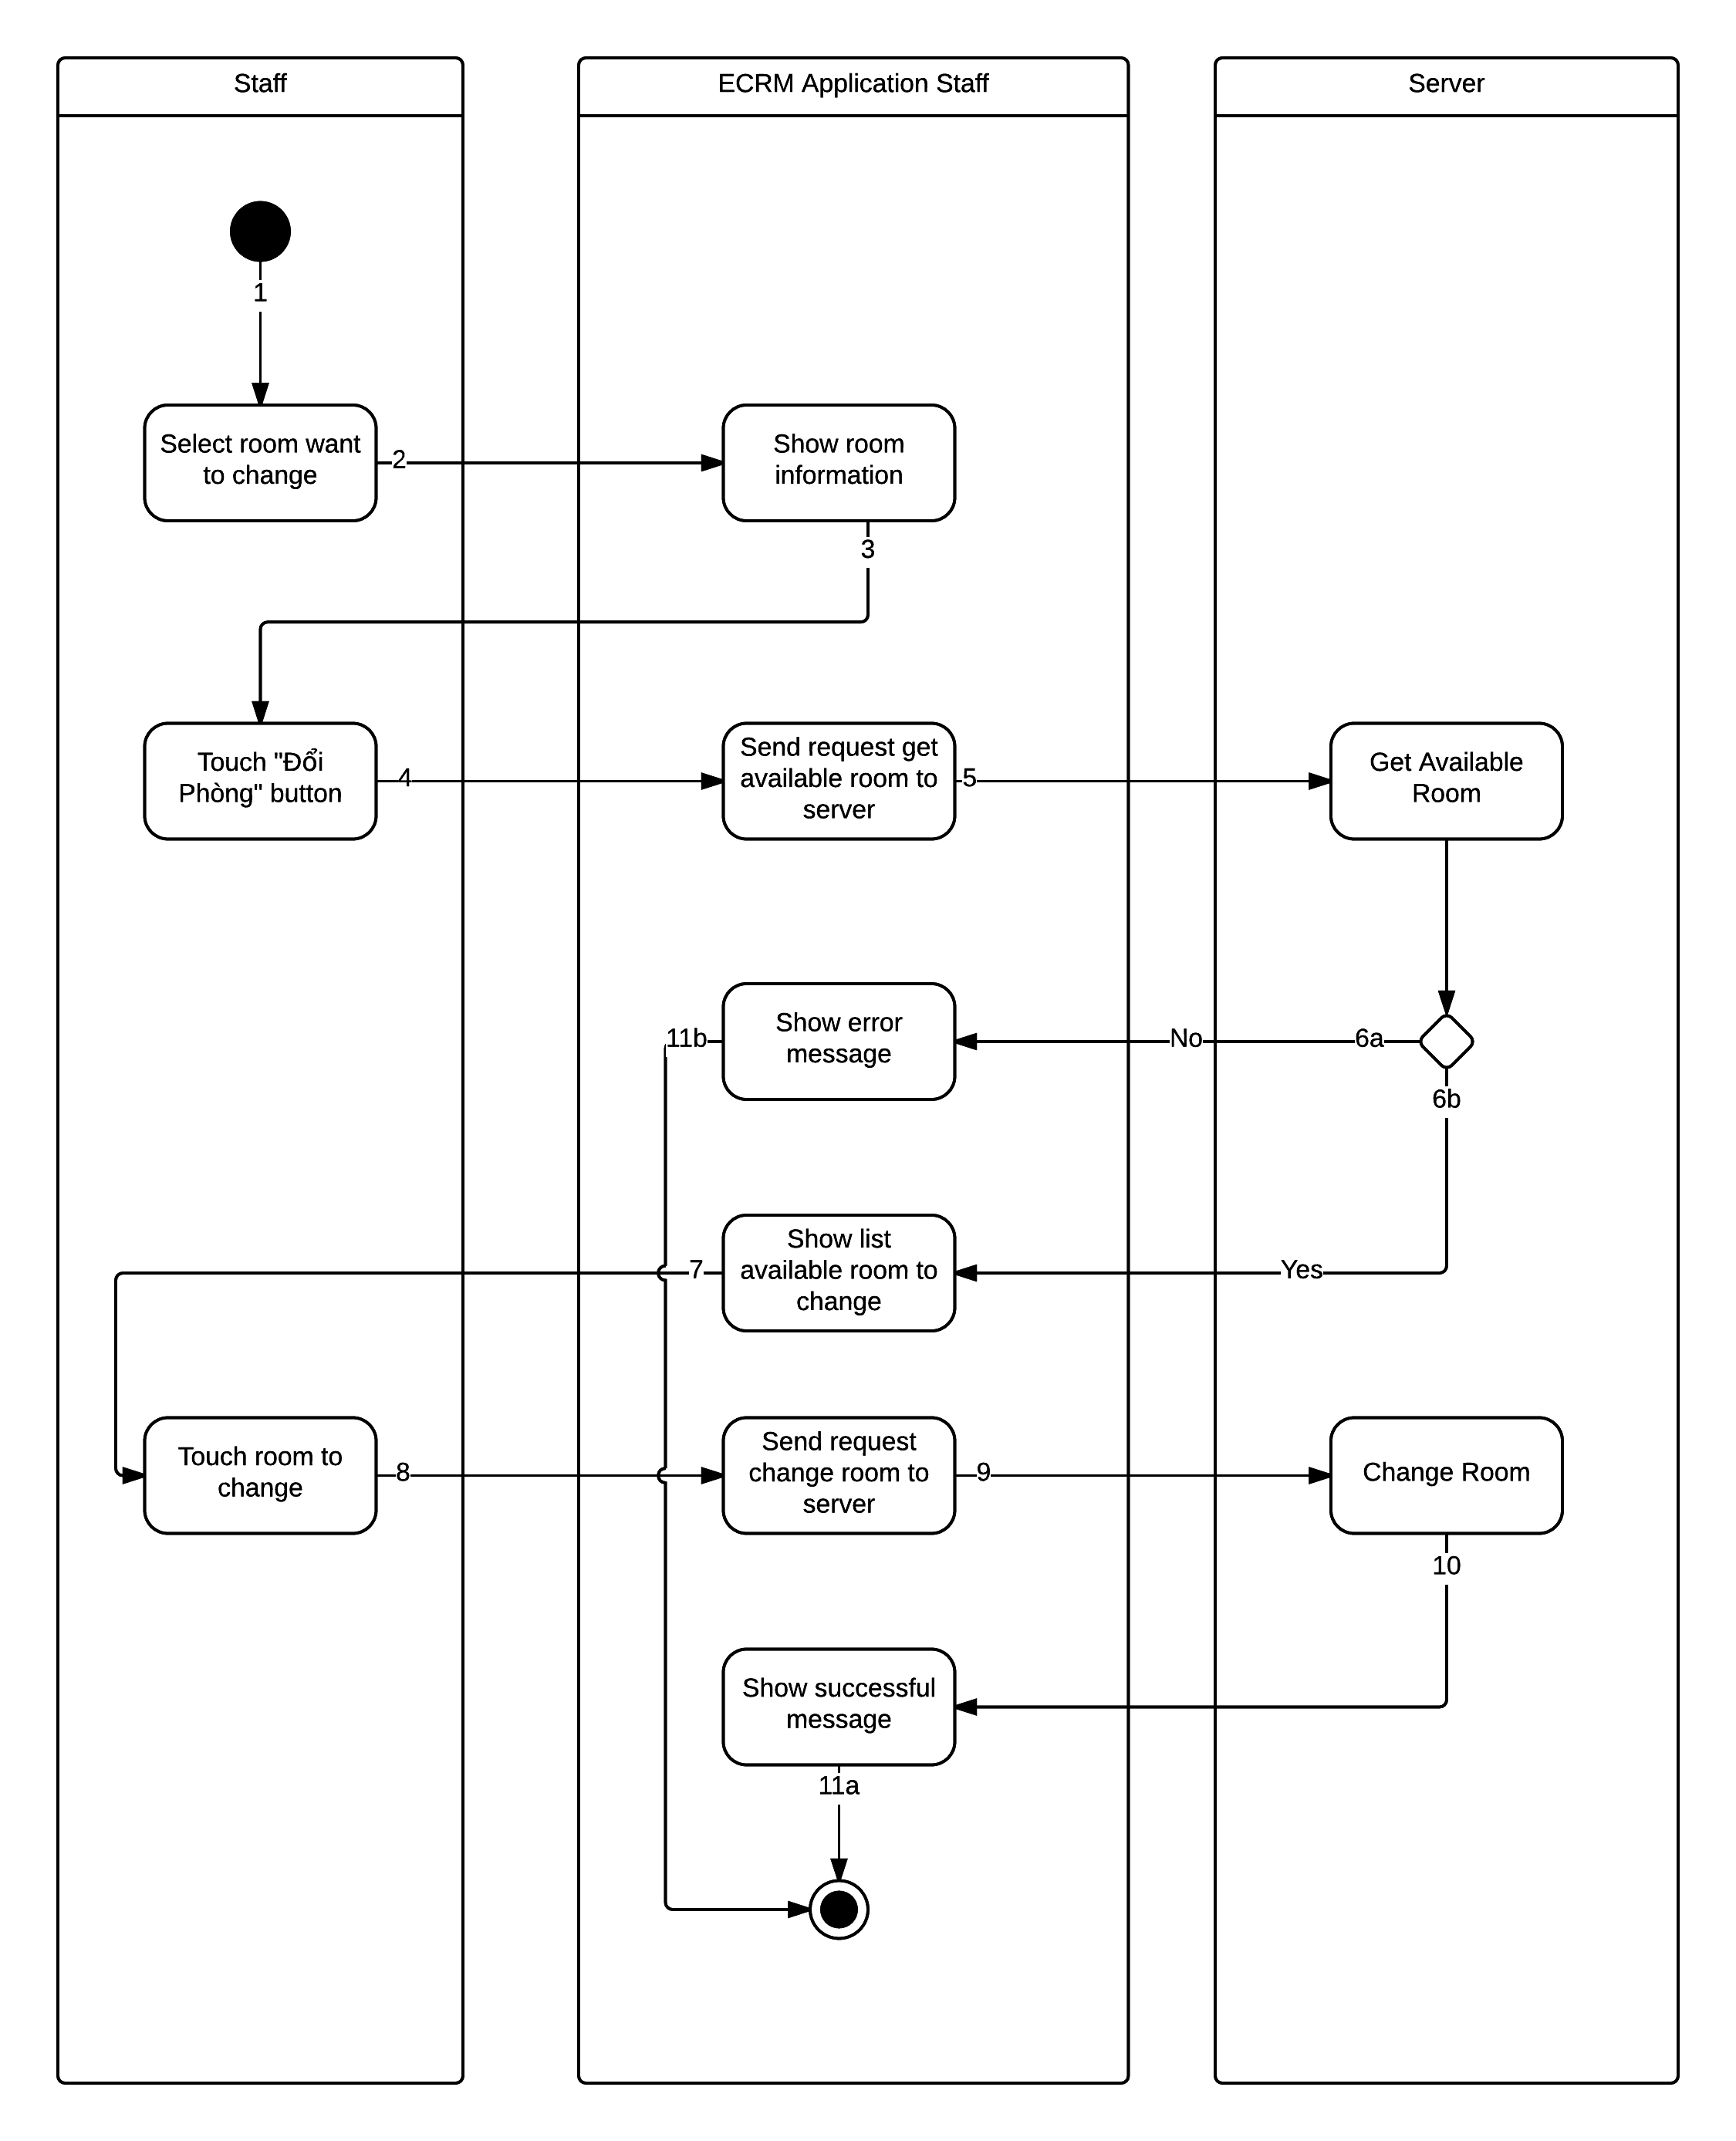 Staff
ECRM Application Staff
Server
1
Select room want
to change
2
Show room
information
3
Touch "Đổi
Phòng" button
4
Send request get
available room to
server
5
Get Available
Room
Show error
message
11b
No
6a
6b
Show list
available room to
change
7
Yes
Touch room to
change
8
Send request
change room to
server
9
Change Room
10
Show successful
message
11a